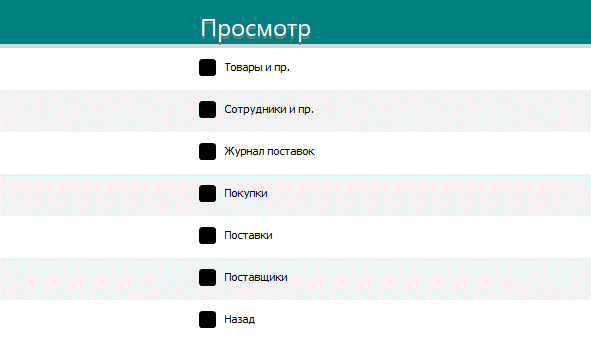 Просмотр
Товары и пр.
Сотрудники и пр.
Журнал поставок
Покупки
Поставки
Поставщики
Назад